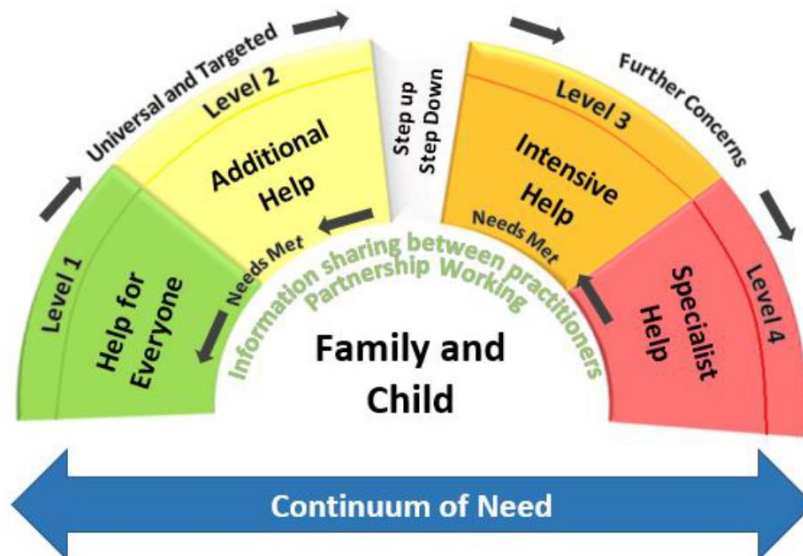 Universal and Targeted
Further Concerns
Level 1
Help for
Everyone
Level 2
Additional
Help
Needs Met
Step up
Step Down
Level 3
Intensive
Help
Needs Met
Level 4
Specialist
Help
Information sharing between practitioners
Partnership Working
Family and
Child
Continuum of Need